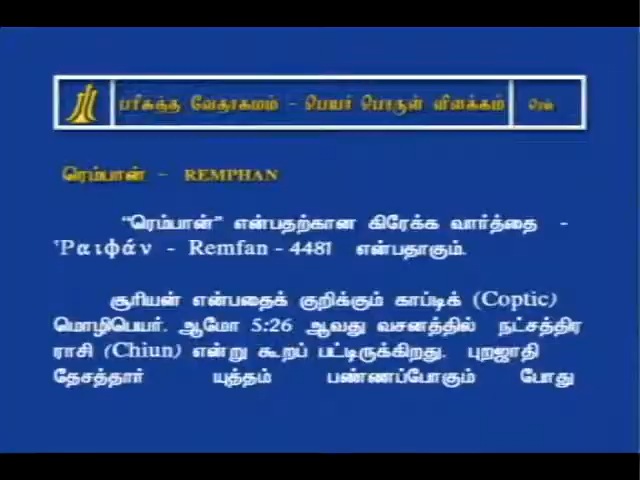 பரிசுத்த வேதாகமம் - பெயர் பொருள் விளக்கம் ரெம்
ரெம்பான் - REMPHAN
“ரெம்பான்” என்பதற்கான கிரேக்க வார்த்தை -
Ῥαιφάν - Remfan - 4481 என்பதாகும்.
சூரியன் என்பதைக் குறிக்கும் காப்டிக் (Coptic)
மொழிபெயர். ஆமோ 5:26 ஆவது வசனத்தில் நட்சத்திர
ராசி (Chiun) என்று கூறப் பட்டிருக்கிறது. புறஜாதி
தேசத்தார் யுத்தம் பண்ணப்போகும் போது